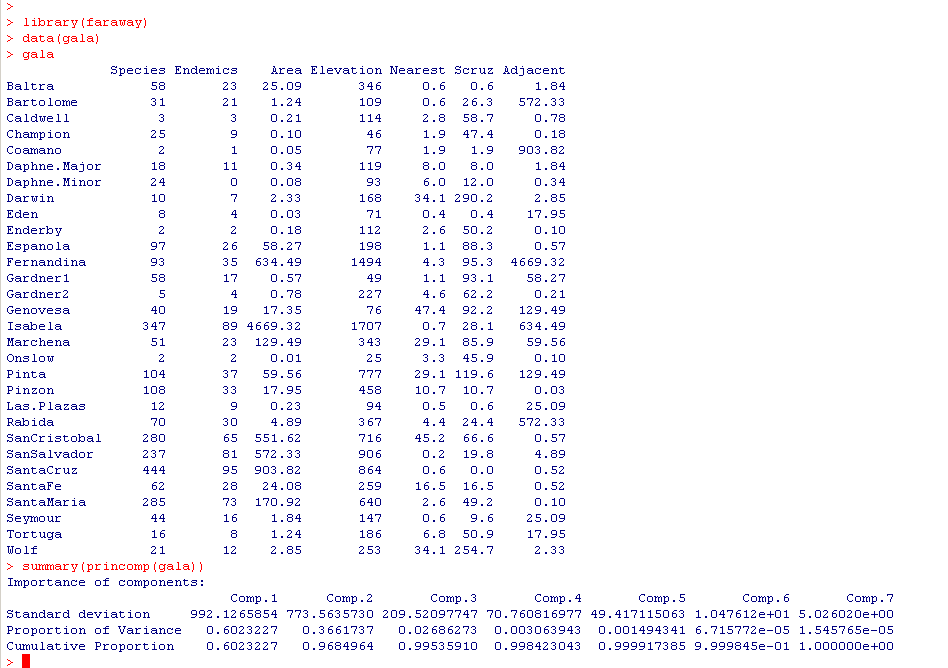 >
> library(faraway)
> data(gala)
> gala
             Species Endemics    Area Elevation Nearest Scruz Adjacent
Baltra            58       23   25.09       346     0.6   0.6     1.84
Bartolome         31       21    1.24       109     0.6  26.3   572.33
Caldwell           3        3    0.21       114     2.8  58.7     0.78
Champion          25        9    0.10        46     1.9  47.4     0.18
Coamano            2        1    0.05        77     1.9   1.9   903.82
Daphne.Major      18       11    0.34       119     8.0   8.0     1.84
Daphne.Minor      24        0    0.08        93     6.0  12.0     0.34
Darwin            10        7    2.33       168    34.1 290.2     2.85
Eden               8        4    0.03        71     0.4   0.4    17.95
Enderby            2        2    0.18       112     2.6  50.2     0.10
Espanola          97       26   58.27       198     1.1  88.3     0.57
Fernandina        93       35  634.49      1494     4.3  95.3  4669.32
Gardner1          58       17    0.57        49     1.1  93.1    58.27
Gardner2           5        4    0.78       227     4.6  62.2     0.21
Genovesa          40       19   17.35        76    47.4  92.2   129.49
Isabela          347       89 4669.32      1707     0.7  28.1   634.49
Marchena          51       23  129.49       343    29.1  85.9    59.56
Onslow             2        2    0.01        25     3.3  45.9     0.10
Pinta            104       37   59.56       777    29.1 119.6   129.49
Pinzon           108       33   17.95       458    10.7  10.7     0.03
Las.Plazas        12        9    0.23        94     0.5   0.6    25.09
Rabida            70       30    4.89       367     4.4  24.4   572.33
SanCristobal     280       65  551.62       716    45.2  66.6     0.57
SanSalvador      237       81  572.33       906     0.2  19.8     4.89
SantaCruz        444       95  903.82       864     0.6   0.0     0.52
SantaFe           62       28   24.08       259    16.5  16.5     0.52
SantaMaria       285       73  170.92       640     2.6  49.2     0.10
Seymour           44       16    1.84       147     0.6   9.6    25.09
Tortuga           16        8    1.24       186     6.8  50.9    17.95
Wolf              21       12    2.85       253    34.1 254.7     2.33
> summary(princomp(gala))
Importance of components:
                            Comp.1      Comp.2       Comp.3       Comp.4       Comp.5       Comp.6       Comp.7
Standard deviation     992.1265854 773.5635730 209.52097747 70.760816977 49.417115063 1.047612e+01 5.026020e+00
Proportion of Variance   0.6023227   0.3661737   0.02686273  0.003063943  0.001494341 6.715772e-05 1.545765e-05
Cumulative Proportion    0.6023227   0.9684964   0.99535910  0.998423043  0.999917385 9.999845e-01 1.000000e+00
>